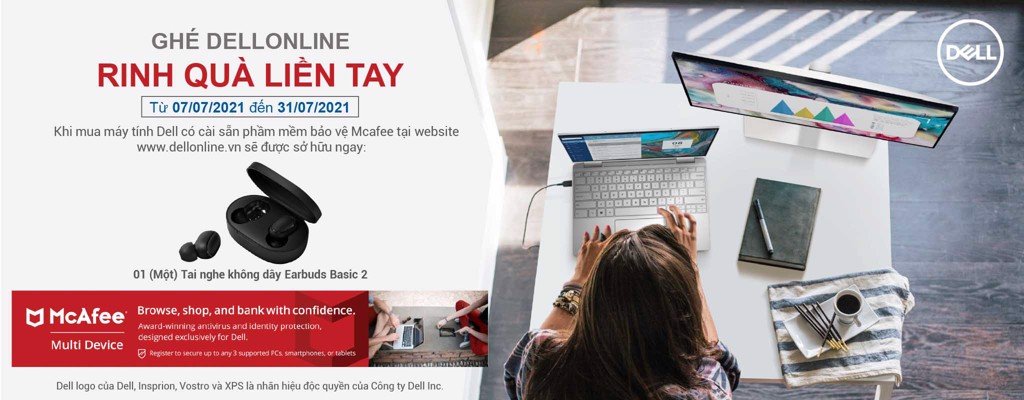 GHÉ DELLONLINE
RINH QUÀ LIỀN TAY
Từ 07/07/2021 đến 31/07/2021
Khi mua máy tính Dell có cài sẵn phầm mềm bảo vệ Mcafee tại website
www.dellonline.vn sẽ được sở hữu ngay:
01 (Một) Tai nghe không dây Earbuds Basic 2
McAfee
Multi Device
Browse, shop, and bank with confidence.
Award-winning antivirus and identity protection,
designed exclusively for Dell.
Register to secure up to any 3 supported PCs, smartphones, or tablets
Dell logo của Dell, Insprion, Vostro và XPS là nhãn hiệu độc quyền của Công ty Dell Inc.
DELL